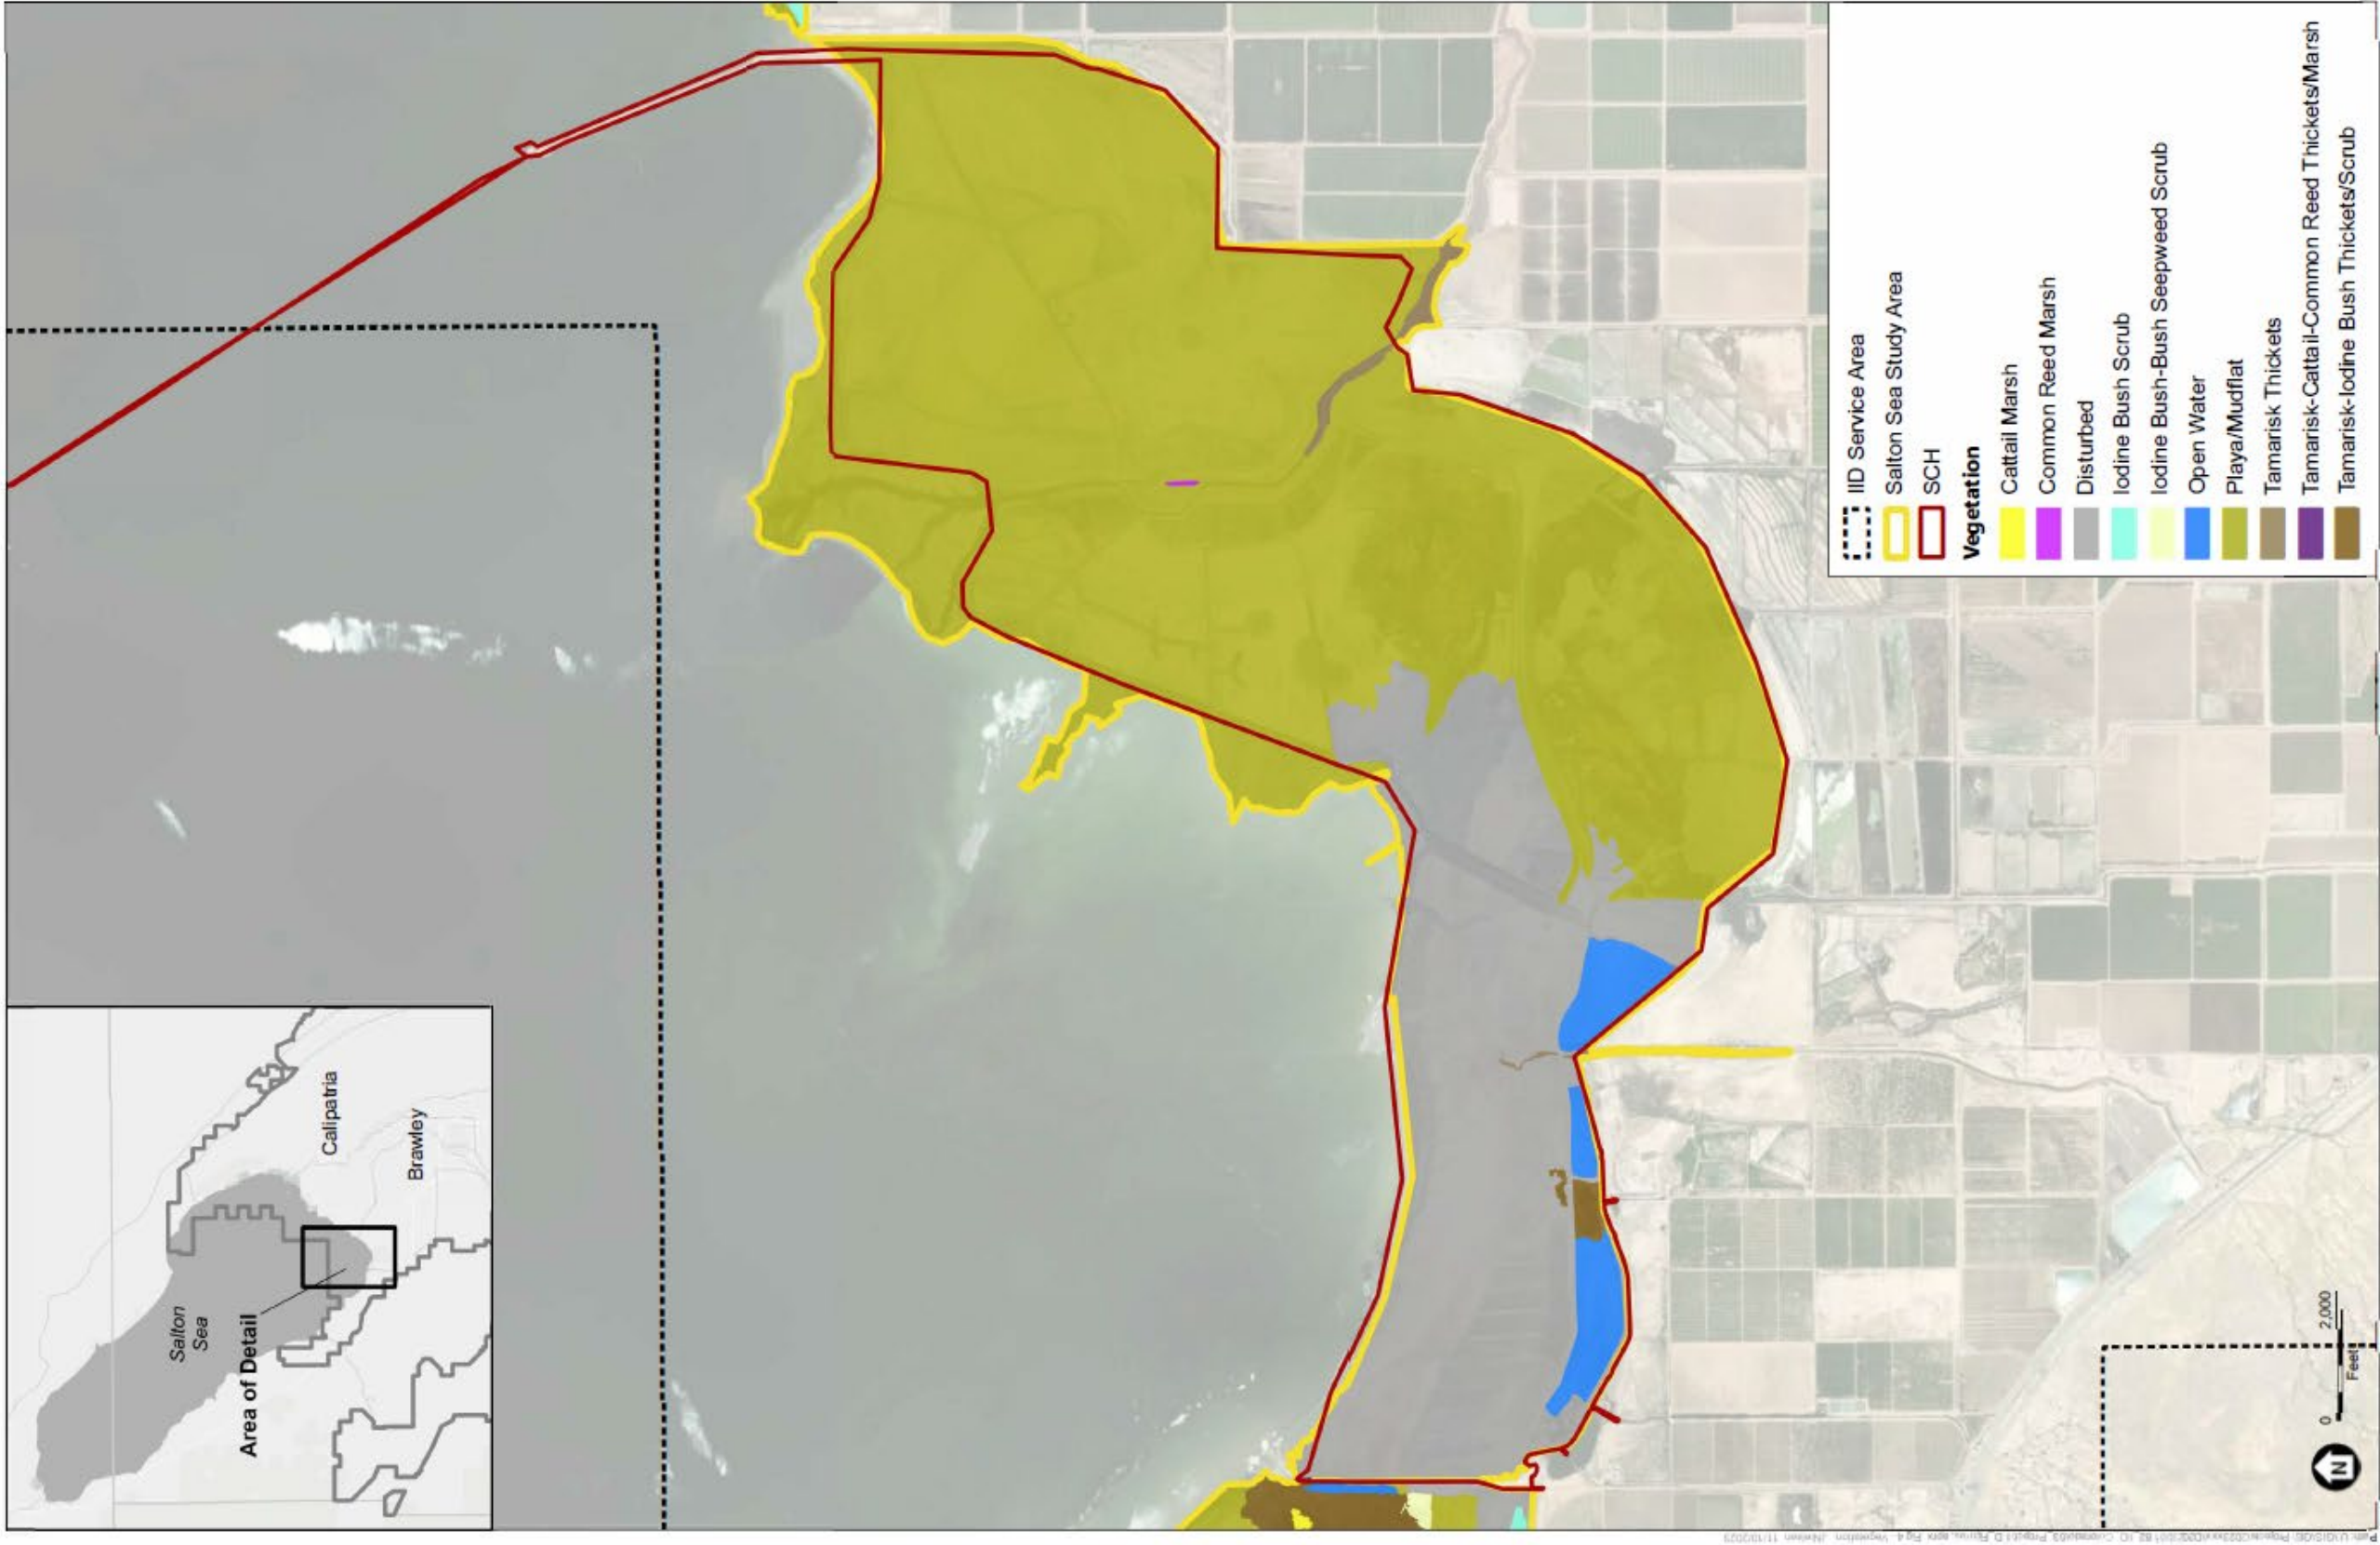 Salton
Sea
Area of Detail
Calipatria
Brawley
IID Service Area
Salton Sea Study Area
SCH
Vegetation
Cattail Marsh
Common Reed Marsh
Disturbed
Iodine Bush Scrub
Iodine Bush-Bush Seepweed Scrub
Open Water
Playa/Mudflat
Tamarisk Thickets
Tamarisk-Cattail-Common Reed Thickets/Marsh
Tamarisk-Iodine Bush Thickets/Scrub
N
0 2,000
Feet